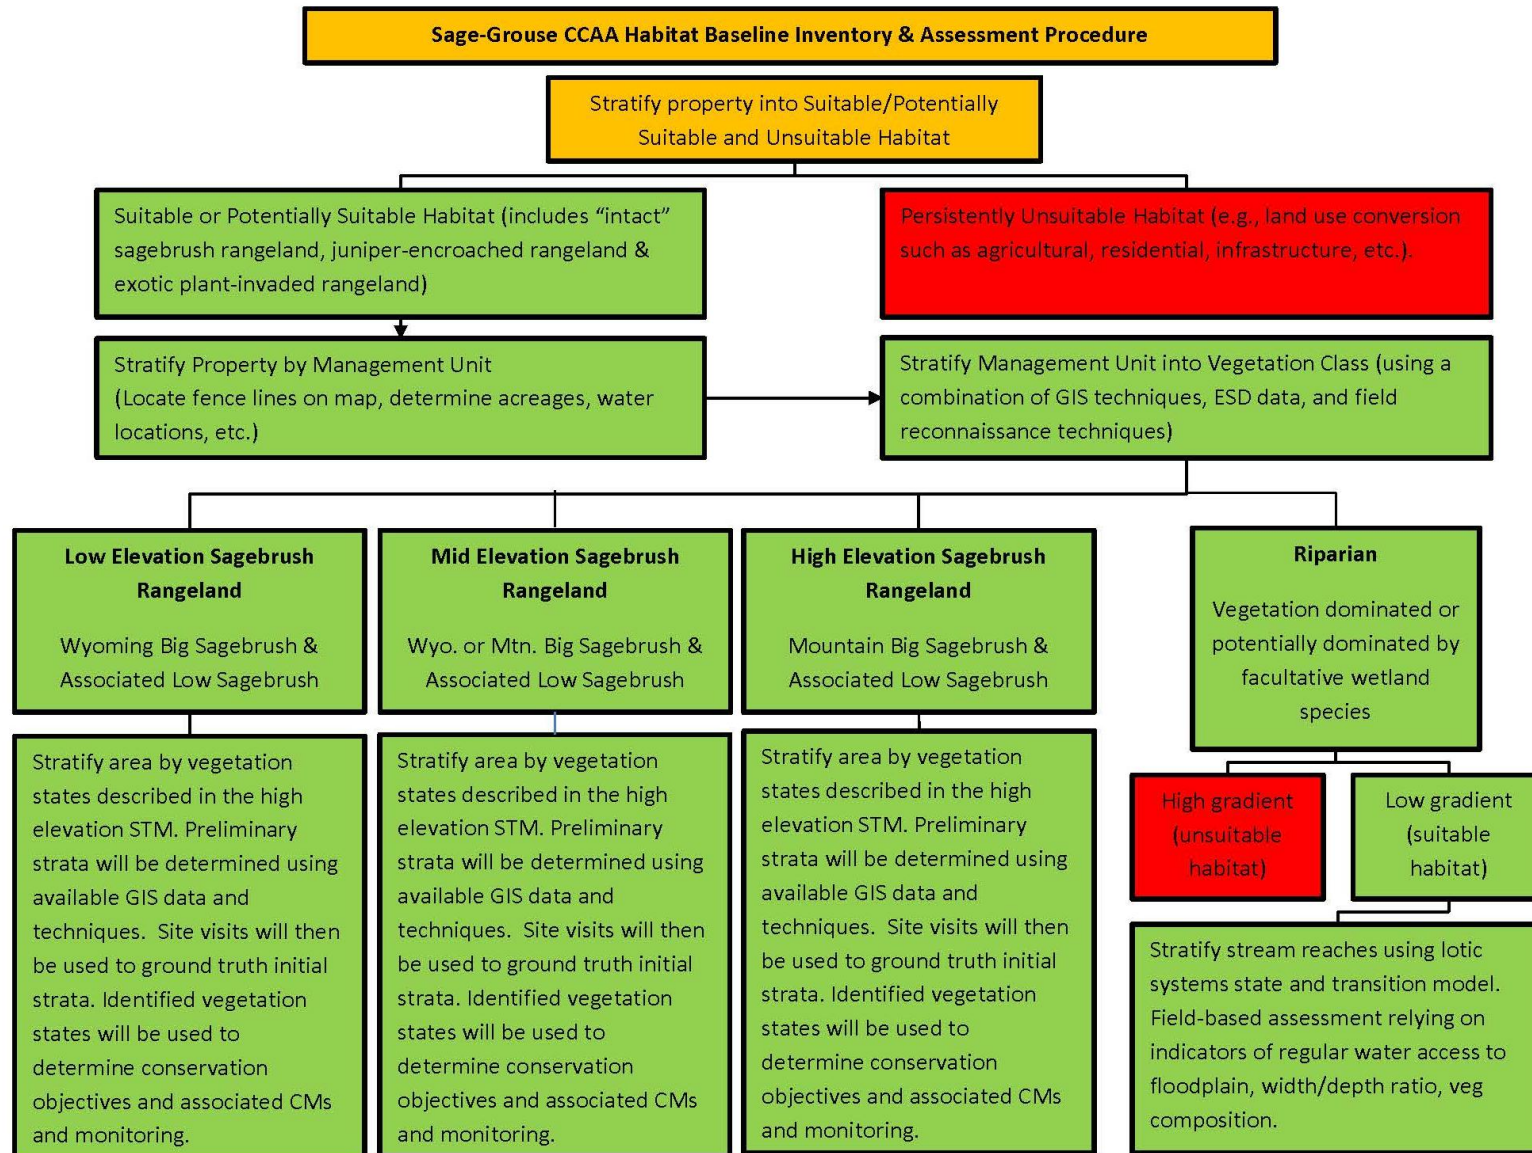 Sage-Grouse CCAA Habitat Baseline Inventory & Assessment Procedure
Stratify property into Suitable/Potentially
Suitable and Unsuitable Habitat
Suitable or Potentially Suitable Habitat (includes “intact”
sagebrush rangeland, juniper-encroached rangeland &
exotic plant-invaded rangeland)
Persistently Unsuitable Habitat (e.g., land use conversion
such as agricultural, residential, infrastructure, etc.).
Stratify Property by Management Unit
(Locate fence lines on map, determine acreages, water
locations, etc.)
Stratify Management Unit into Vegetation Class (using a
combination of GIS techniques, ESD data, and field
reconnaissance techniques)
Low Elevation Sagebrush
Rangeland
Wyoming Big Sagebrush &
Associated Low Sagebrush
Mid Elevation Sagebrush
Rangeland
Wyo. or Mtn. Big Sagebrush &
Associated Low Sagebrush
High Elevation Sagebrush
Rangeland
Mountain Big Sagebrush &
Associated Low Sagebrush
Riparian
Vegetation dominated or
potentially dominated by
facultative wetland
species
Stratify area by vegetation
states described in the high
elevation STM. Preliminary
strata will be determined using
available GIS data and
techniques.  Site visits will then
be used to ground truth initial
strata. Identified vegetation
states will be used to
determine conservation
objectives and associated CMs
and monitoring.
Stratify area by vegetation
states described in the high
elevation STM. Preliminary
strata will be determined using
available GIS data and
techniques.  Site visits will then
be used to ground truth initial
strata. Identified vegetation
states will be used to
determine conservation
objectives and associated CMs
and monitoring.
Stratify area by vegetation
states described in the high
elevation STM. Preliminary
strata will be determined using
available GIS data and
techniques.  Site visits will then
be used to ground truth initial
strata. Identified vegetation
states will be used to
determine conservation
objectives and associated CMs
and monitoring.
High gradient
(unsuitable
habitat)
Low gradient
(suitable
habitat)
Stratify stream reaches using lotic
systems state and transition model.
Field-based assessment relying on
indicators of regular water access to
floodplain, width/depth ratio, veg
composition.